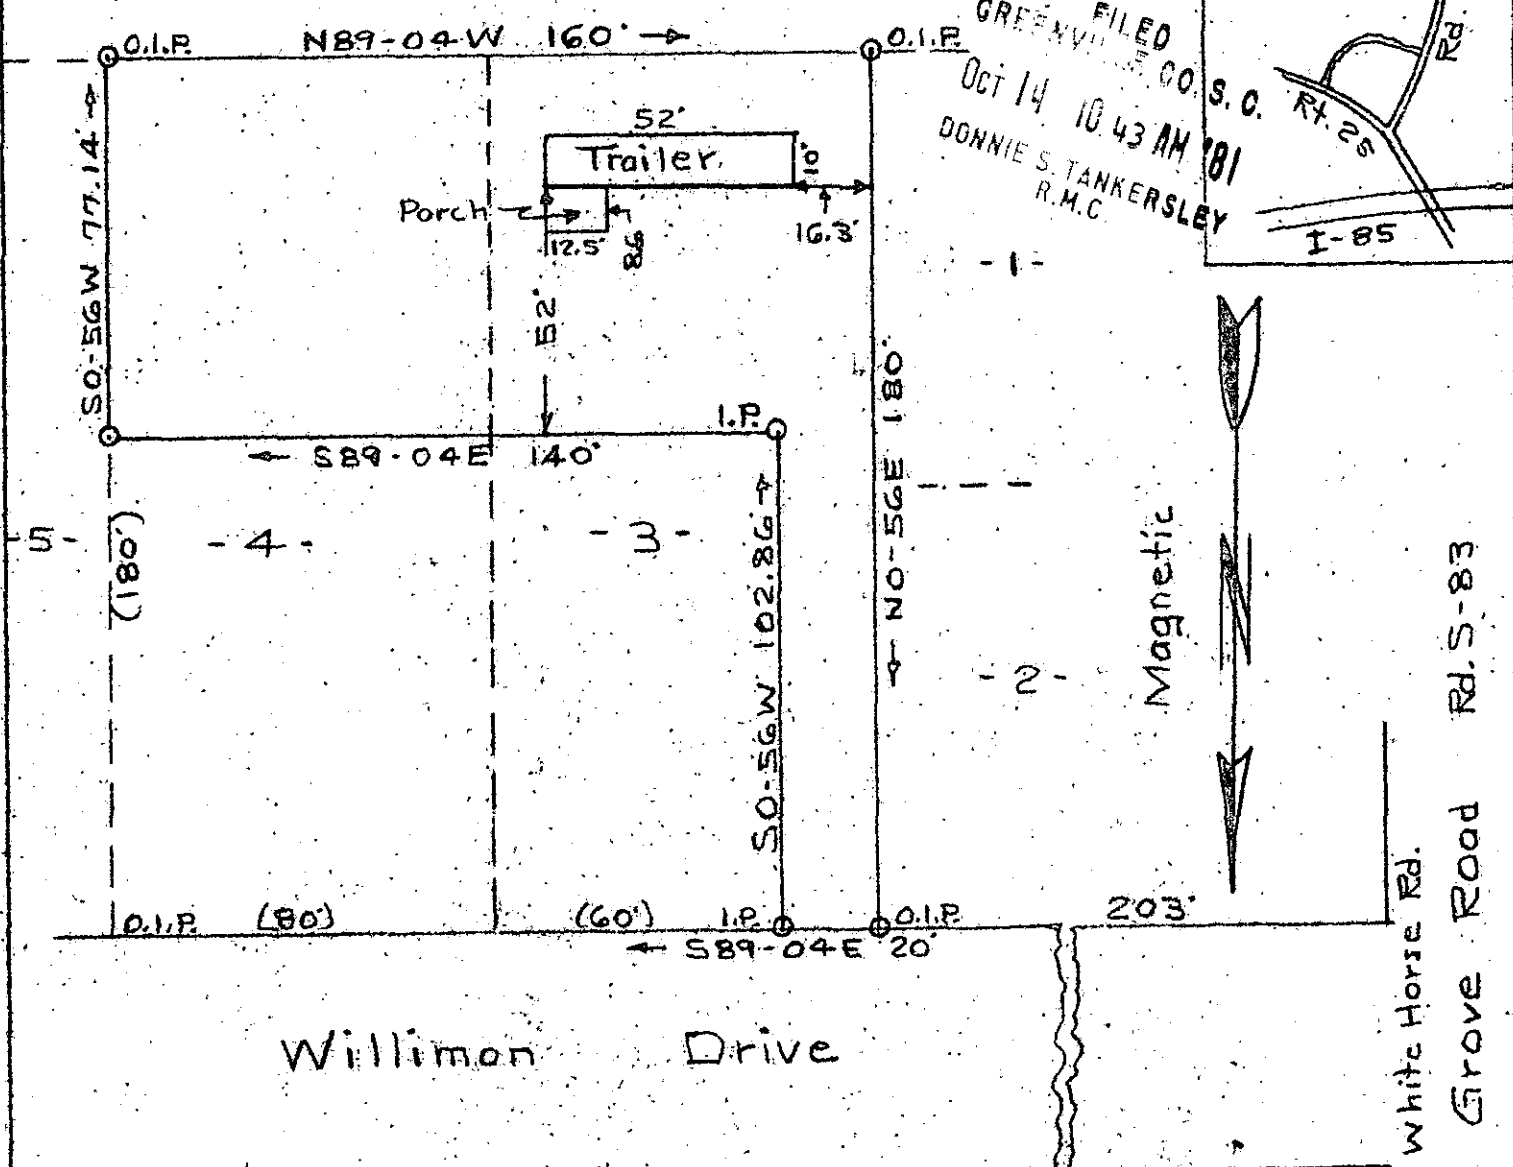 O.I.P. N89-04W 160' O.I.P.
FILED
GREENVILLE CO. S. C.
Oct 14 10 43 AM '81
DONNIE S. TANKERSLEY
R.M.C
Rd
Rt. 25
I-85
S0-56W 77.14'
52'
Trailer
10'
Porch
12.5'
8.6
16.3'
52'
-1-
I.P.
S89-04E 140'
N0-56E 180'
-5-
(180')
-4-
-3-
S0-56W 102.86'
-2-
Magnetic
N
O.I.P. (80') (60') I.P. O.I.P. 203'
S89-04E 20'
White Horse Rd.
Grove Road Rd. S-83
Willimon Drive